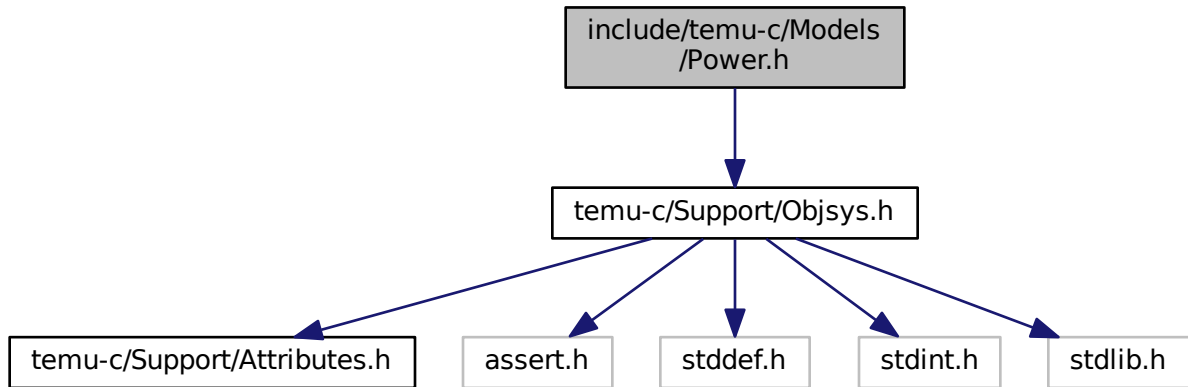 include/temu-c/Models
/Power.h
temu-c/Support/Objsys.h
temu-c/Support/Attributes.h
assert.h
stddef.h
stdint.h
stdlib.h